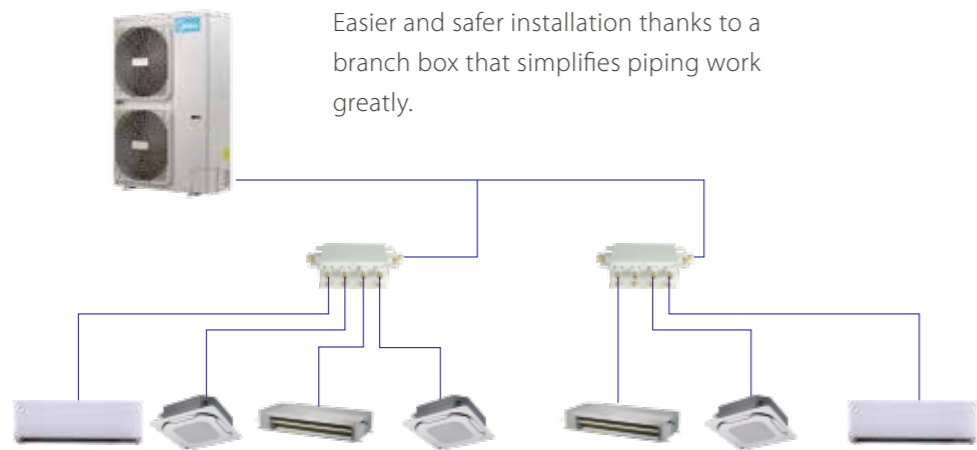 Easier and safer installation thanks to a
branch box that simplifies piping work
greatly.